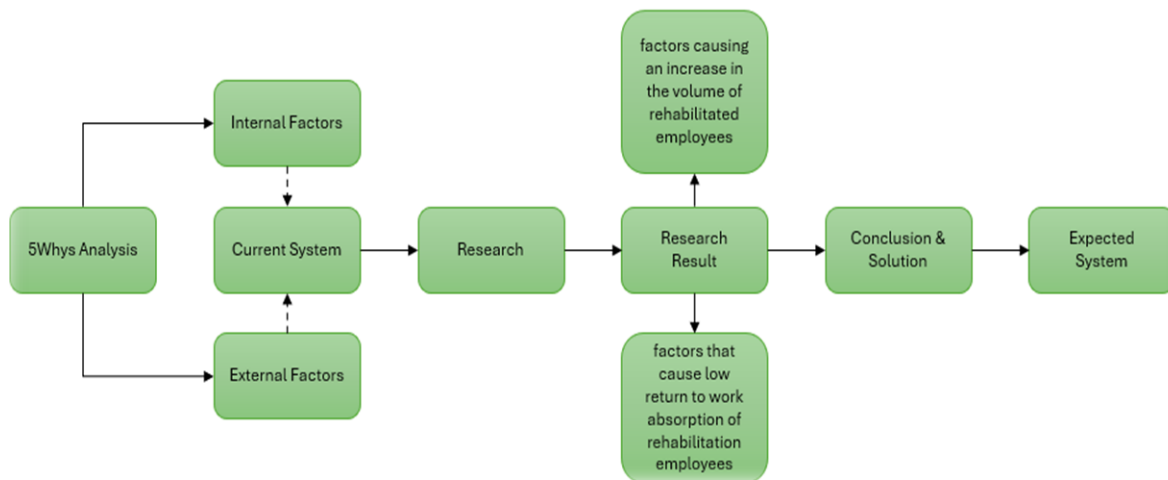 factors causing
an increase in
the volume of
rehabilitated
employees
Internal Factors
5Whys Analysis
Current System
Research
Research
Result
Conclusion &
Solution
Expected
System
External Factors
factors that
cause low
return to work
absorption of
rehabilitation
employees